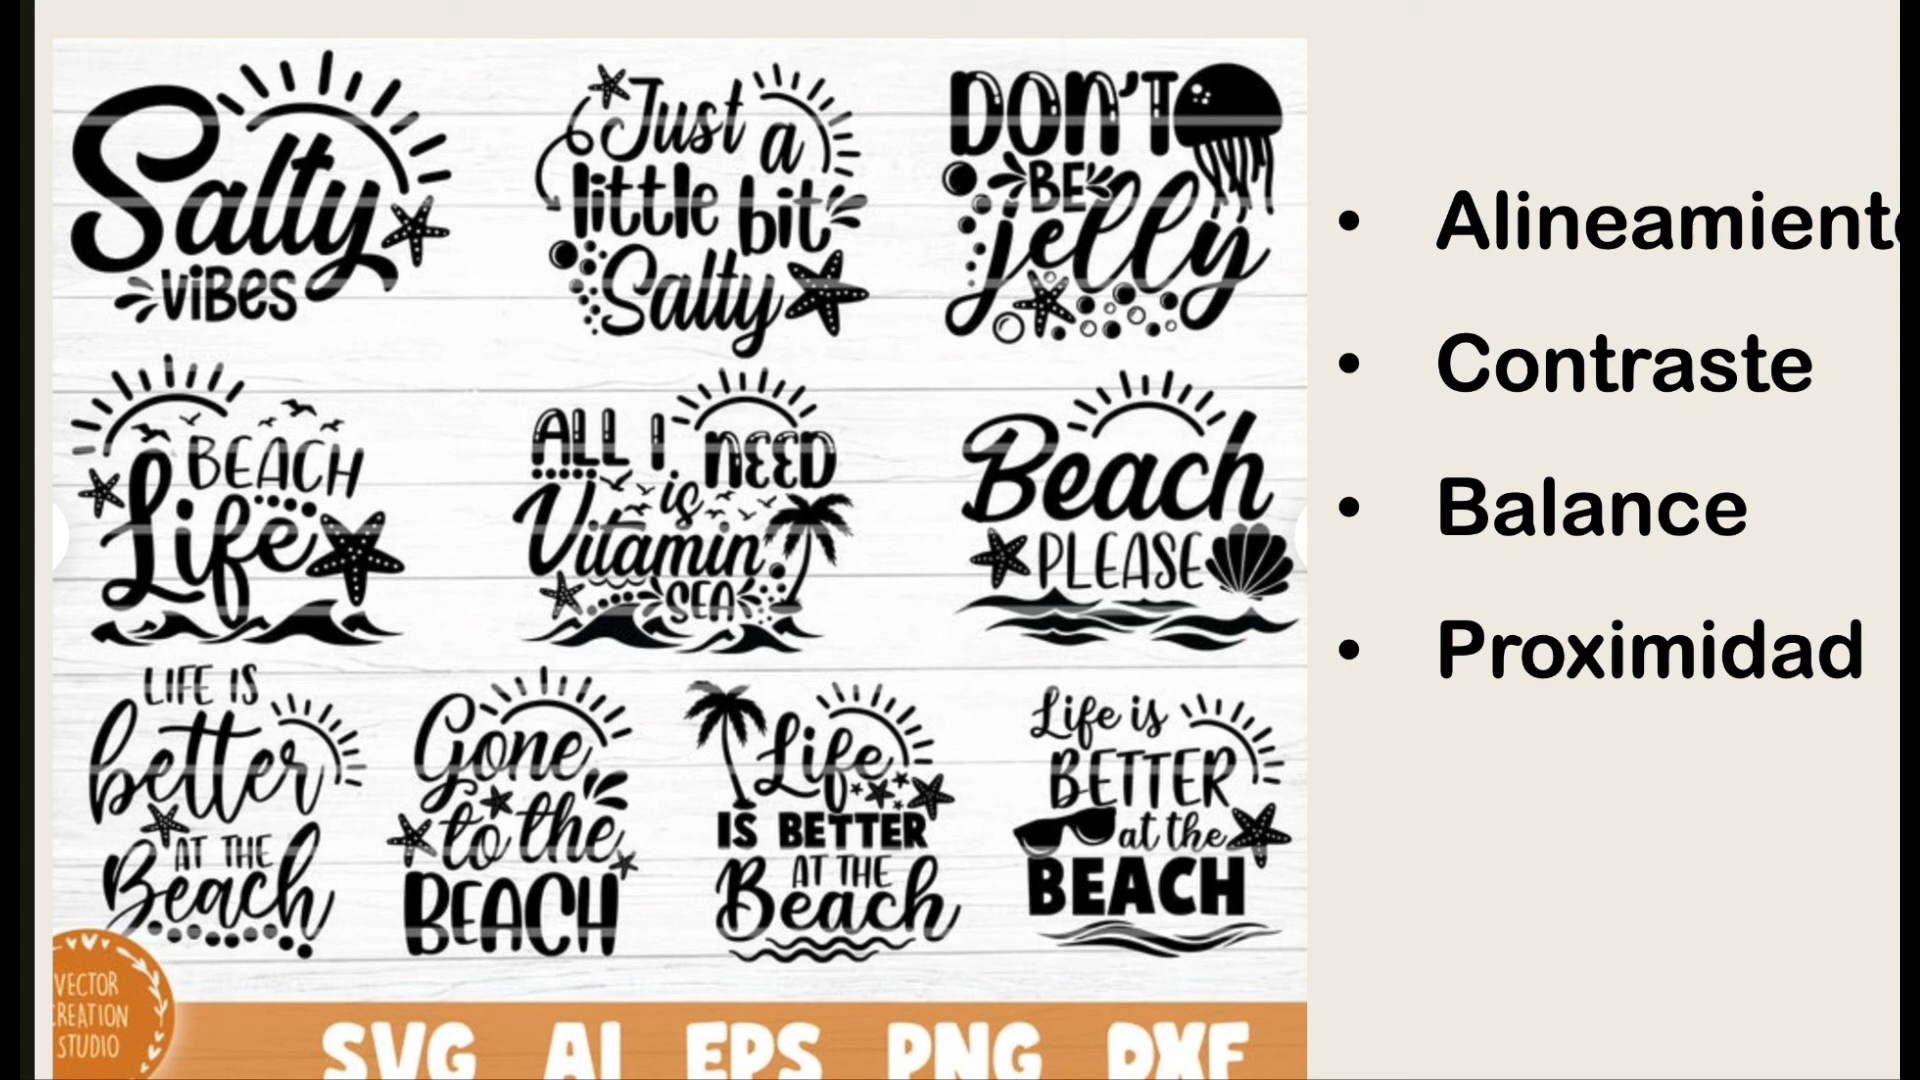 Salty
VIBES
Just a
little bit
Salty
DON'T
BE
jelly
BEACH
Life
ALL I NEED
is
Vitamin
SEA
Beach
PLEASE
LIFE IS
better
AT THE
Beach
Gone
to the
BEACH
Life
IS BETTER
AT THE
Beach
Life is
BETTER
at the
BEACH
VECTOR
CREATION
STUDIO
SVG AI EPS PNG DXF
• Alineamiento
• Contraste
• Balance
• Proximidad